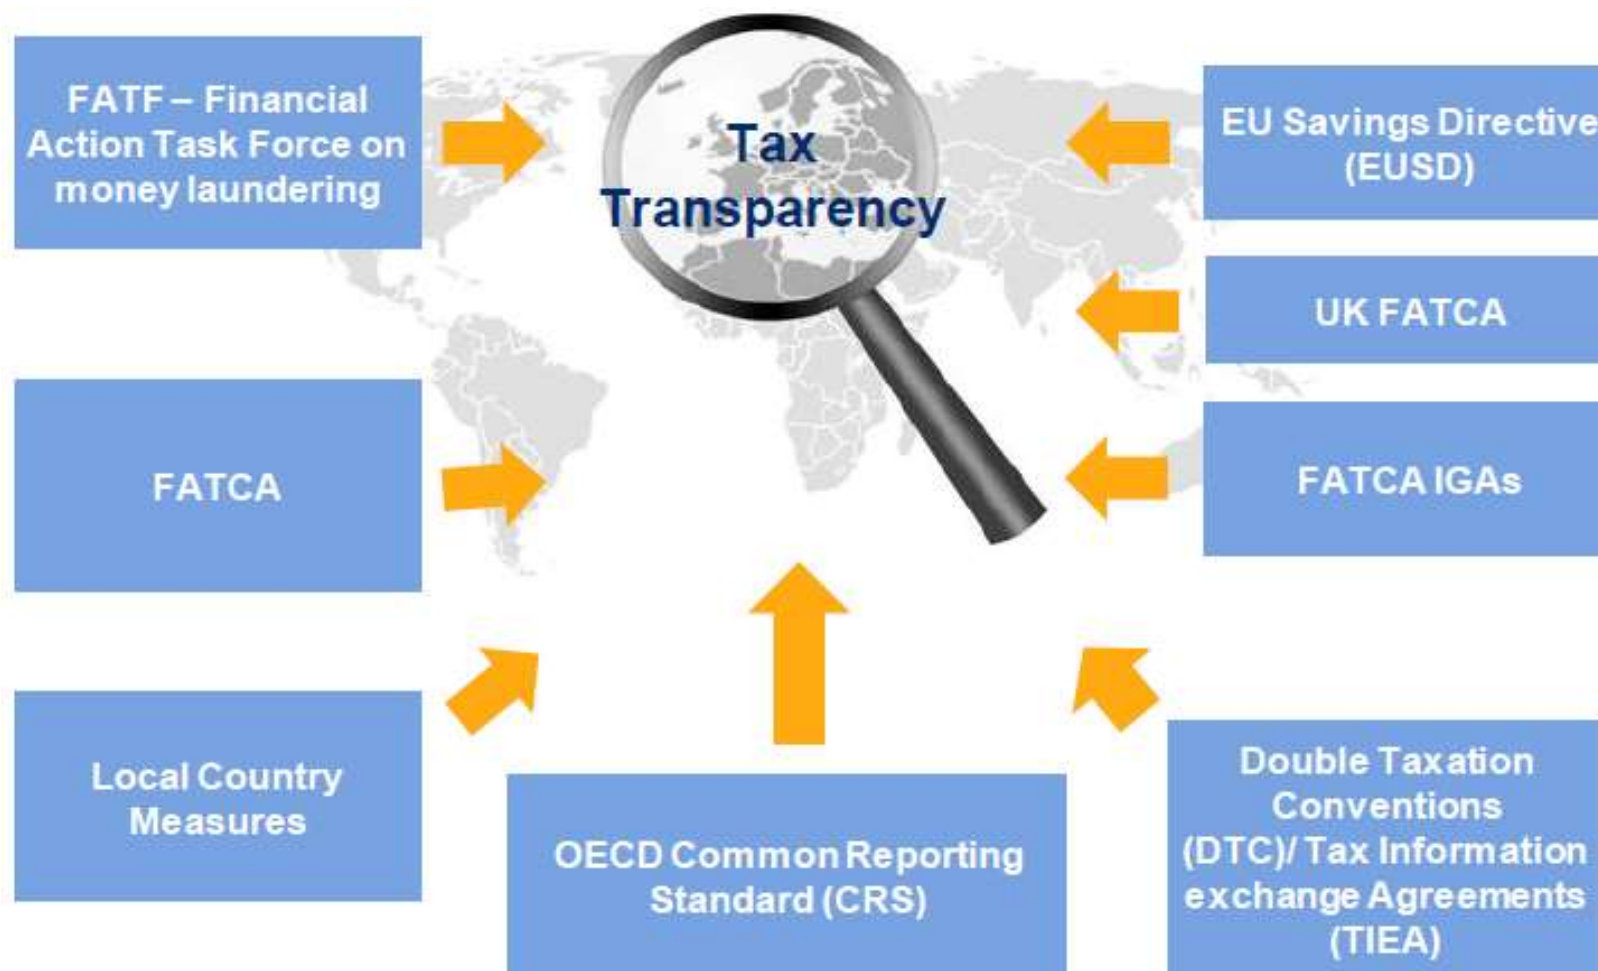 FATF – Financial
Action Task Force on
money laundering
Tax
Transparency
EU Savings Directive
(EUSD)
UK FATCA
FATCA
FATCA IGAs
Local Country
Measures
OECD Common Reporting
Standard (CRS)
Double Taxation
Conventions
(DTC)/ Tax Information
exchange Agreements
(TIEA)